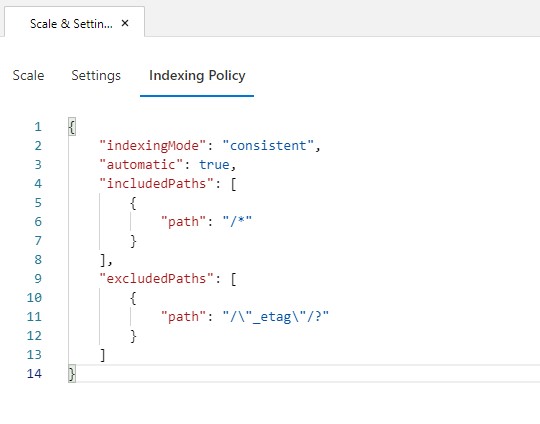 Scale & Settin... ×
Scale Settings Indexing Policy
1 {
2     "indexingMode": "consistent",
3     "automatic": true,
4     "includedPaths": [
5         {
6             "path": "/*"
7         }
8     ],
9     "excludedPaths": [
10         {
11             "path": "/\"_etag\"/?"
12         }
13     ]
14 }